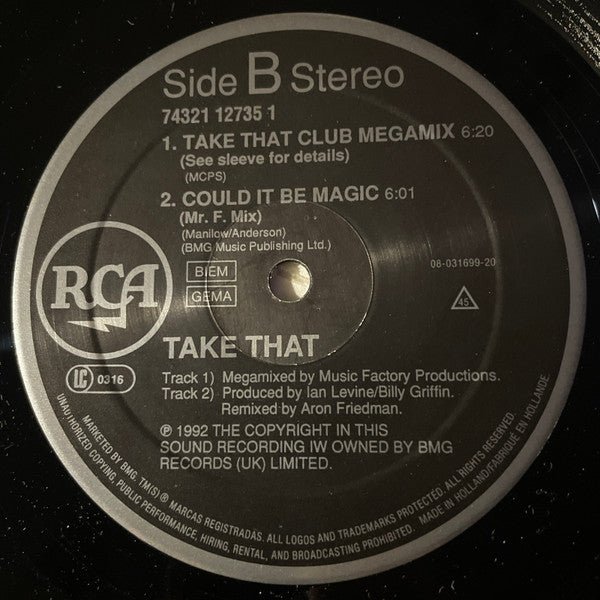 Side B Stereo
74321 12735 1
1. TAKE THAT CLUB MEGAMIX 6:20
(See sleeve for details)
(MCPS)
2. COULD IT BE MAGIC 6:01
(Mr. F. Mix)
(Manilow/Anderson)
(BMG Music Publishing Ltd.)
RCA
BIEM
GEMA
08-031699-20
45
TAKE THAT
LC 0316
Track 1) Megamixed by Music Factory Productions.
Track 2) Produced by Ian Levine/Billy Griffin.
Remixed by Aron Friedman.
℗ 1992 THE COPYRIGHT IN THIS
SOUND RECORDING IW OWNED BY BMG
RECORDS (UK) LIMITED.
MARKETED BY BMG. TM(S) ® MARCAS REGISTRADAS. ALL LOGOS AND TRADEMARKS PROTECTED. ALL RIGHTS RESERVED.
UNAUTHORIZED COPYING, PUBLIC PERFORMANCE, HIRING, RENTAL, AND BROADCASTING PROHIBITED. MADE IN HOLLAND/FABRIQUÉ EN HOLLANDE.